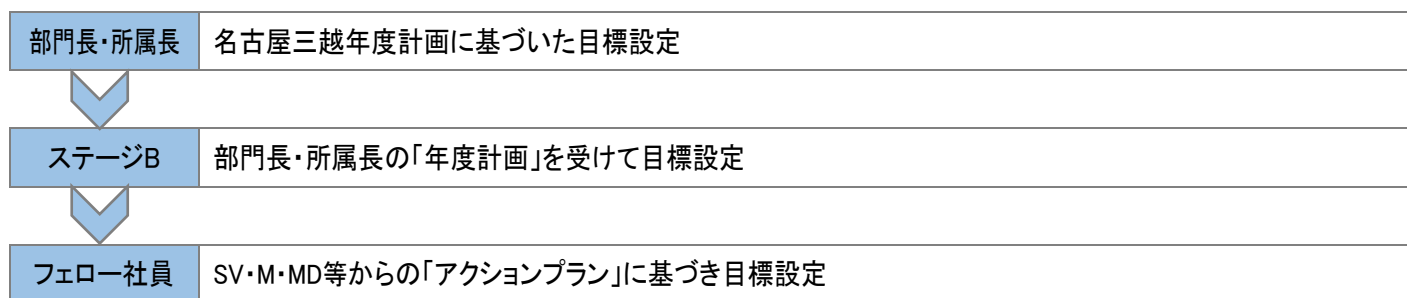 部門長・所属長 名古屋三越年度計画に基づいた目標設定
ステージB 部門長・所属長の「年度計画」を受けて目標設定
フェロー社員 SV・M・MD等からの「アクションプラン」に基づき目標設定